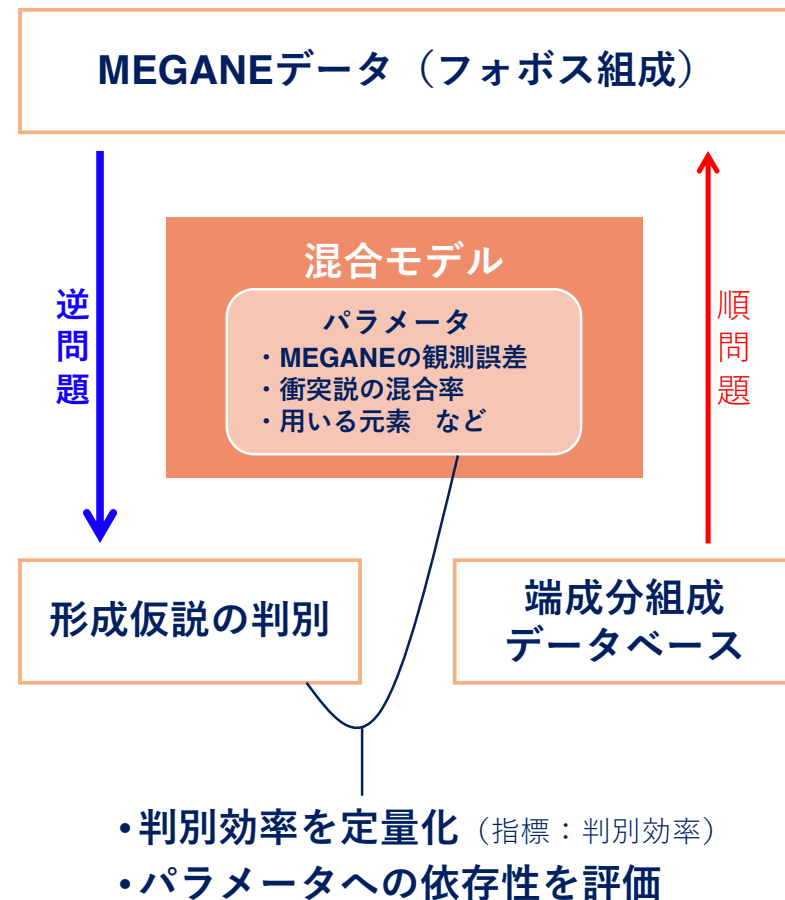 MEGANEデータ（フォボス組成）
混合モデル
パラメータ
・MEGANEの観測誤差
・衝突説の混合率
・用いる元素　など
逆問題
順問題
形成仮説の判別
端成分組成
データベース
•判別効率を定量化（指標：判別効率）
•パラメータへの依存性を評価